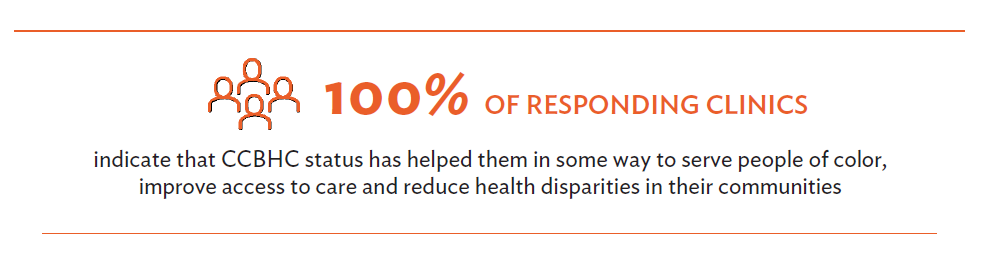 100% OF RESPONDING CLINICS
indicate that CCBHC status has helped them in some way to serve people of color,
improve access to care and reduce health disparities in their communities